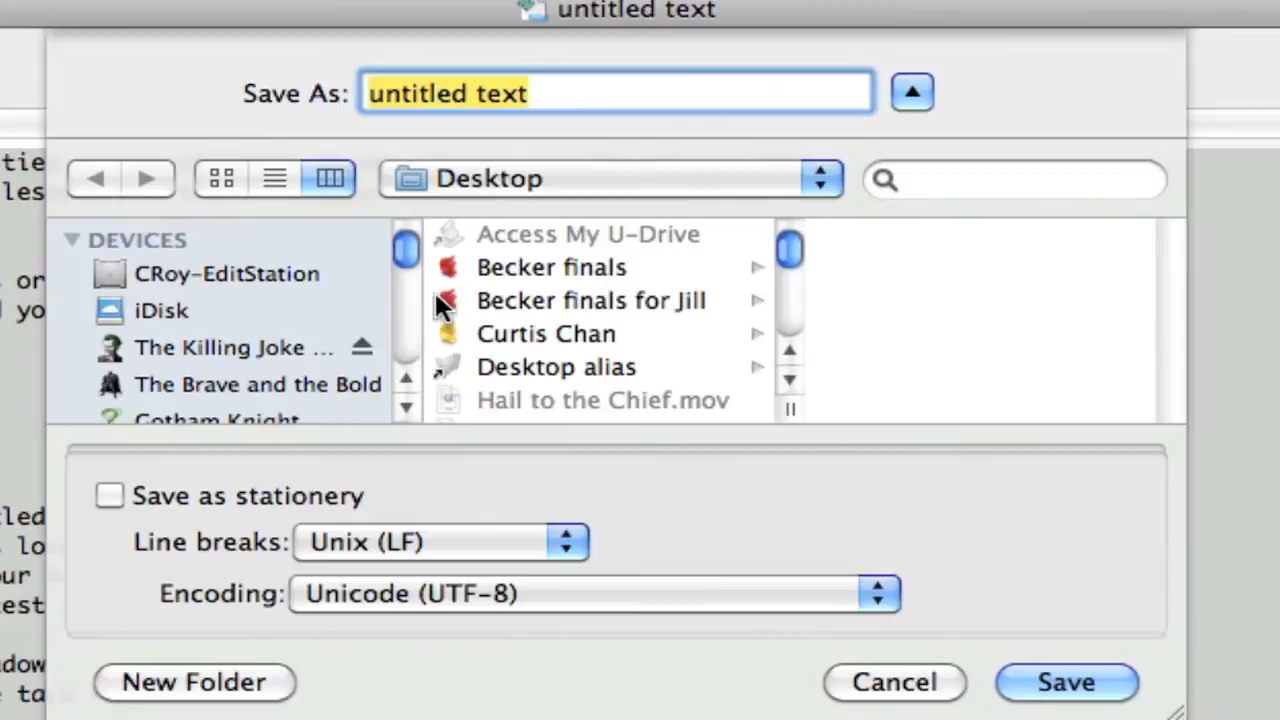 untitled text
Save As: untitled text
Desktop
DEVICES
CRoy-EditStation
iDisk
The Killing Joke ...
The Brave and the Bold
Gotham Knight
Access My U-Drive
Becker finals
Becker finals for Jill
Curtis Chan
Desktop alias
Hail to the Chief.mov
Save as stationery
Line breaks: Unix (LF)
Encoding: Unicode (UTF-8)
New Folder
Cancel
Save